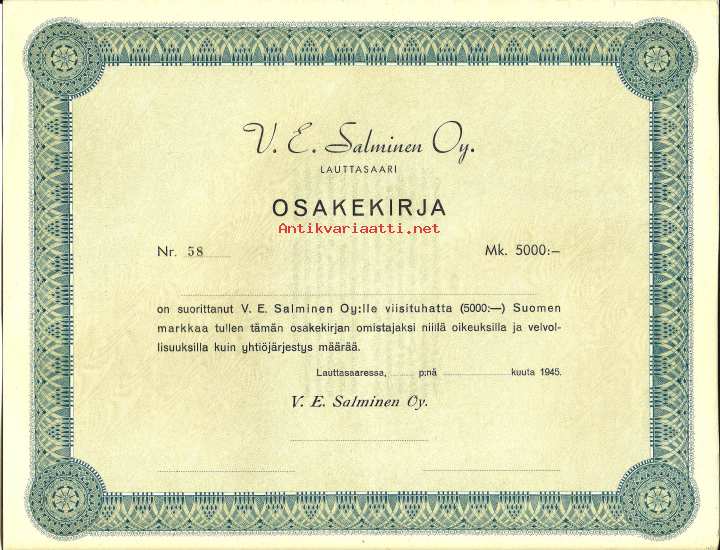 V. E. Salminen Oy.
LAUTTASAARI
OSAKEKIRJA
Antikvariaatti.net
Nr. 58 Mk. 5000:–
on suorittanut V. E. Salminen Oy:lle viisituhatta (5000:—) Suomen
markkaa tullen tämän osakekirjan omistajaksi niiilä oikeuksilla ja velvol-
lisuuksilla kuin yhtiöjärjestys määrää.
Lauttasaaressa, ........ p:nä ........................ kuuta 1945.
V. E. Salminen Oy.